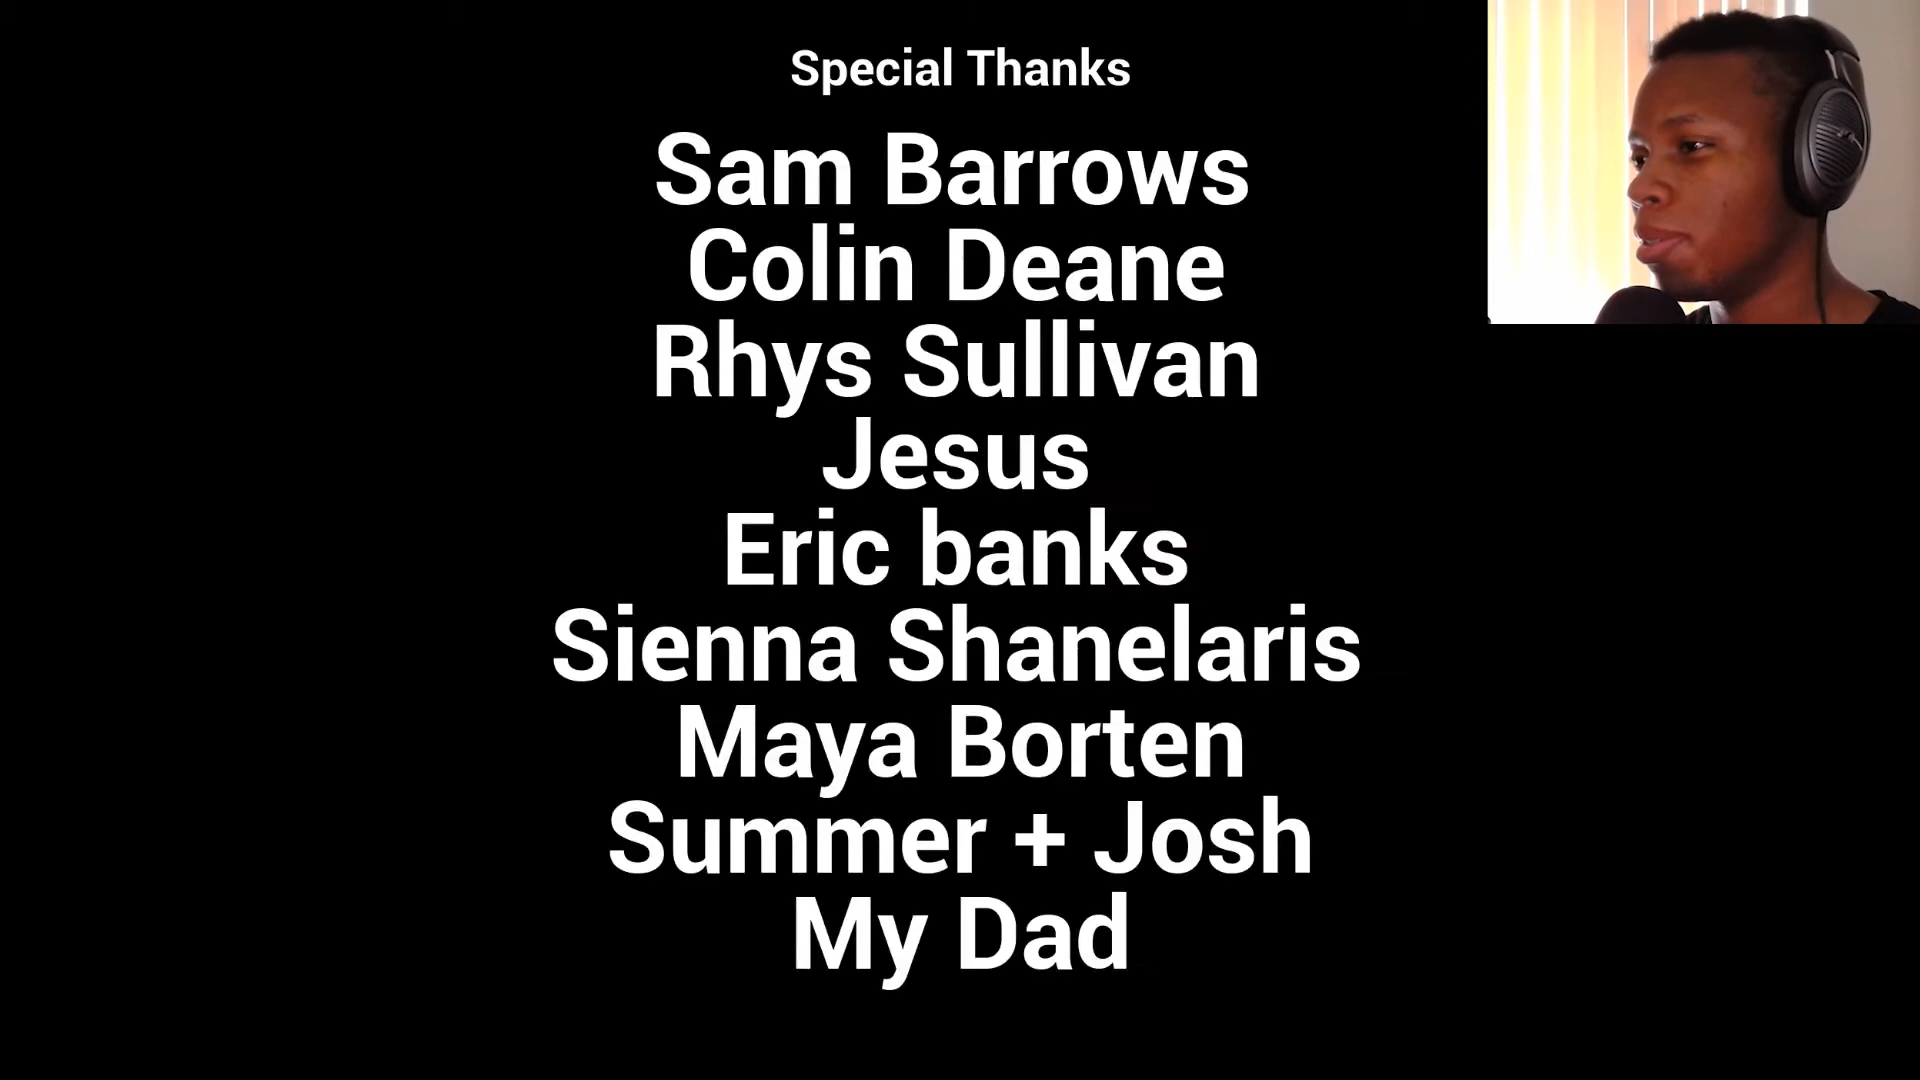 Special Thanks
Sam Barrows
Colin Deane
Rhys Sullivan
Jesus
Eric banks
Sienna Shanelaris
Maya Borten
Summer + Josh
My Dad